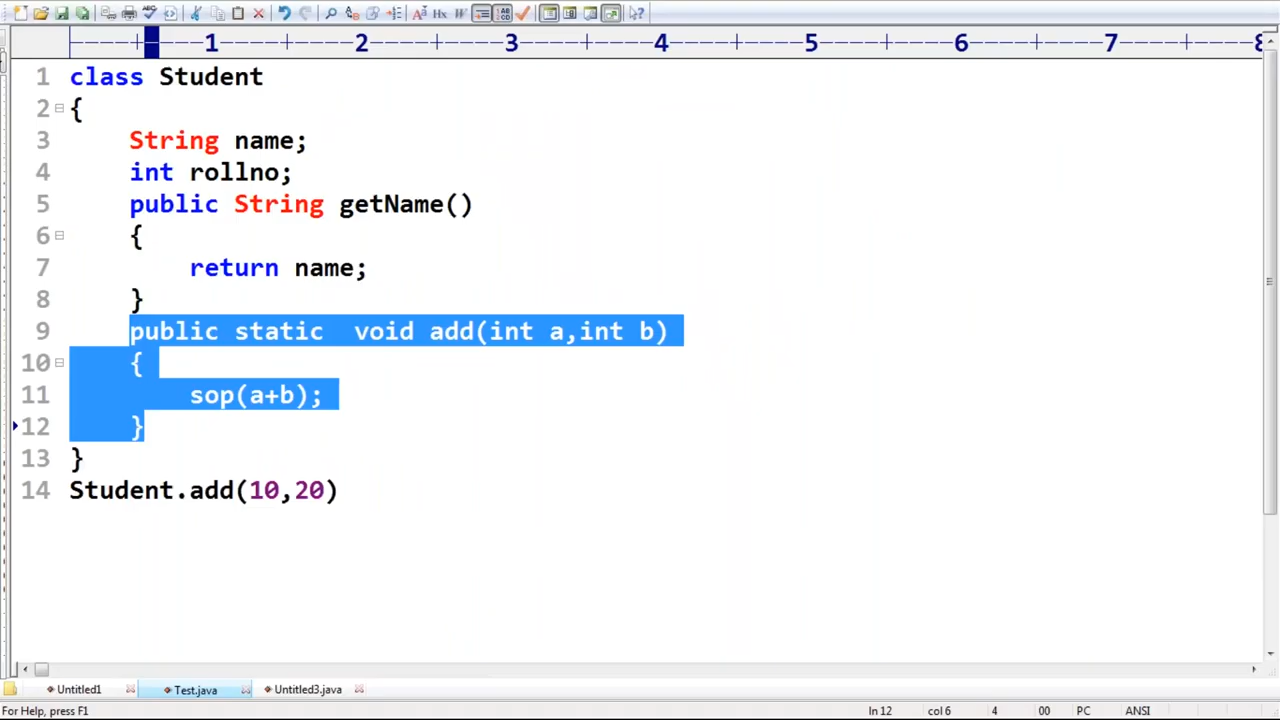 1 2 3 4 5 6 7 8
1 class Student
2 {
3 String name;
4 int rollno;
5 public String getName()
6 {
7 return name;
8 }
9 public static  void add(int a,int b)
10 {
11 sop(a+b);
12 }
13 }
14 Student.add(10,20)
Untitled1 Test.java Untitled3.java
For Help, press F1 ln 12 col 6 4 00 PC ANSI